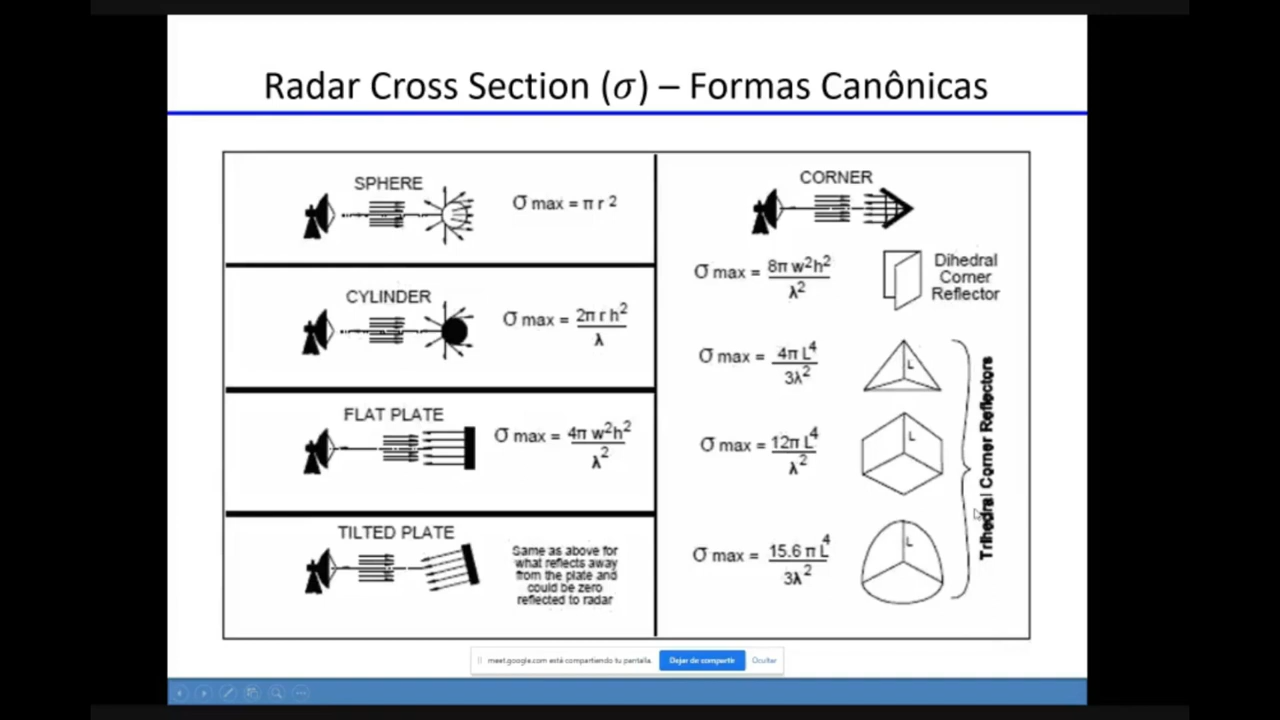 Radar Cross Section (σ) – Formas Canônicas
SPHERE
σ max = π r²
CYLINDER
σ max = 2π r h² / λ
FLAT PLATE
σ max = 4π w²h² / λ²
TILTED PLATE
Same as above for
what reflects away
from the plate and
could be zero
reflected to radar
CORNER
σ max = 8π w²h² / λ²
Dihedral
Corner
Reflector
σ max = 4π L⁴ / 3λ²
L
σ max = 12π L⁴ / λ²
L
σ max = 15.6 π L⁴ / 3λ²
L
Trihedral Corner Reflectors
meet.google.com está compartiendo tu pantalla.
Dejar de compartir
Ocultar